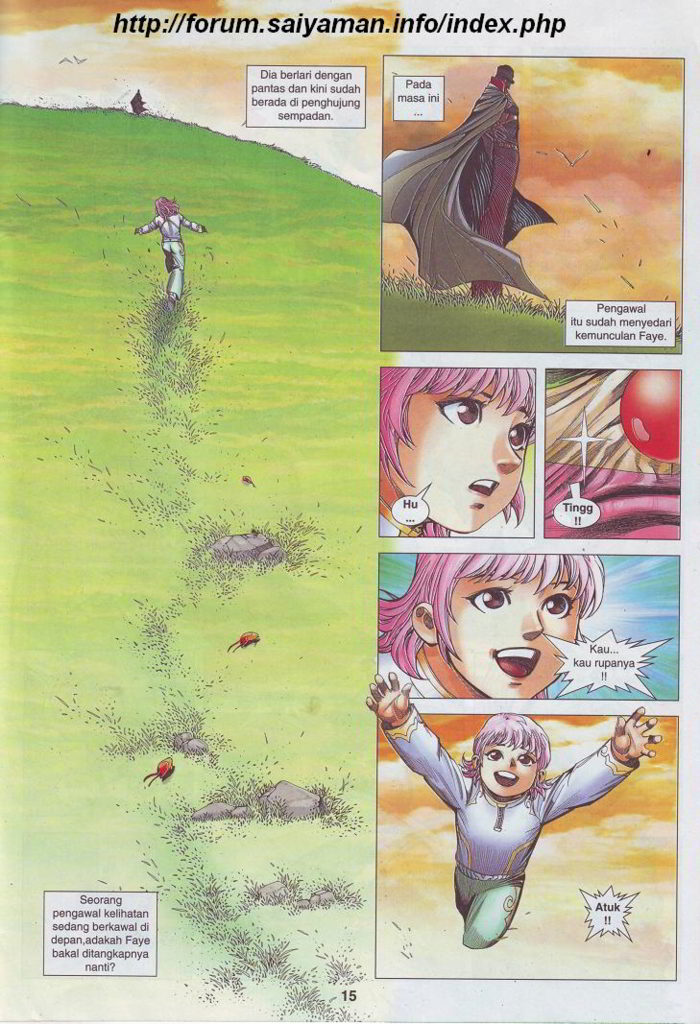 http://forum.saiyaman.info/index.php
Dia berlari dengan
pantas dan kini sudah
berada di penghujung
sempadan.
Seorang
pengawal kelihatan
sedang berkawal di
depan,adakah Faye
bakal ditangkapnya
nanti?
Pada
masa ini
...
Pengawal
itu sudah menyedari
kemunculan Faye.
Hu
...
Tingg
!!
Kau...
kau rupanya
!!
Atuk
!!
15